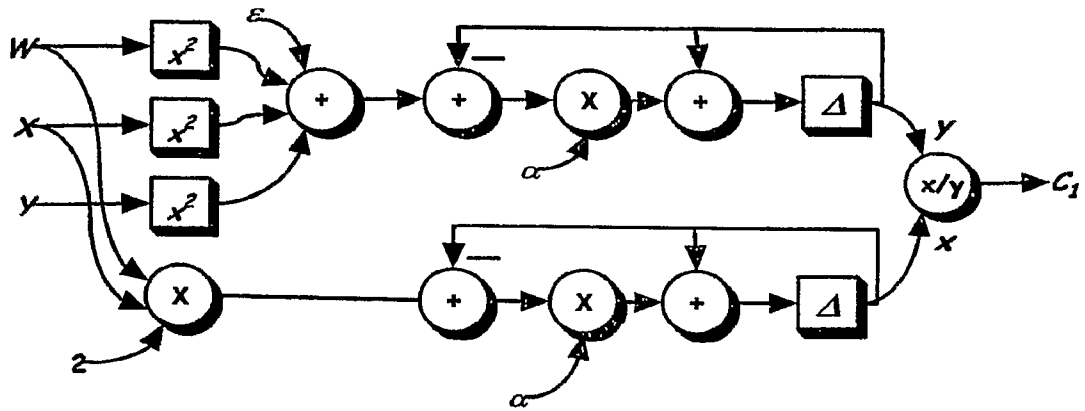 W
x²
ε
X
x²
+
+
—
X
α
+
Δ
y
y
x²
x/y
C₁
x
X
2
+
—
X
α
+
Δ